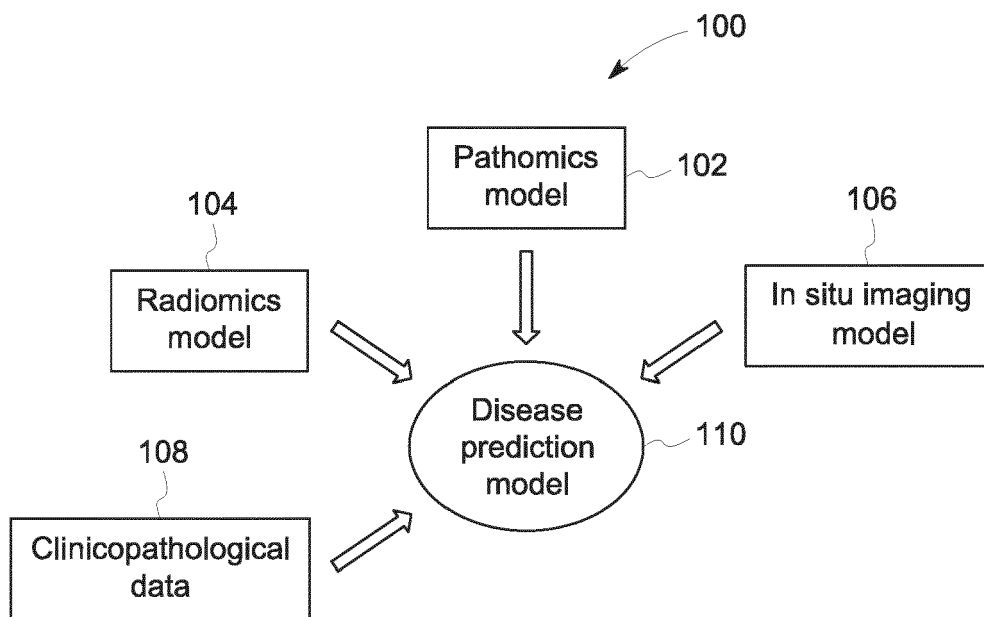 100
Pathomics
model
102
104
106
Radiomics
model
In situ imaging
model
Disease
prediction
model
110
108
Clinicopathological
data